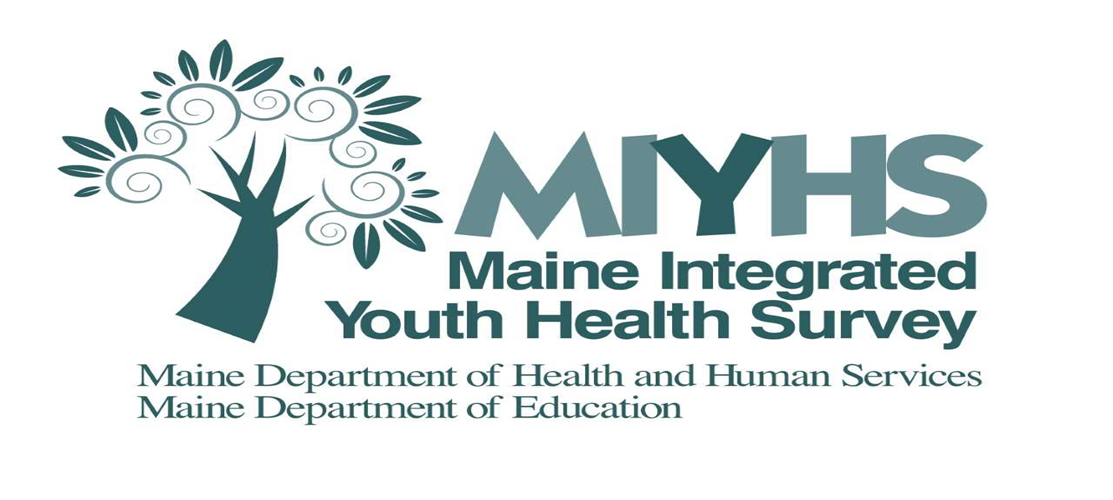 MIYHS
Maine Integrated
Youth Health Survey
Maine Department of Health and Human Services
Maine Department of Education